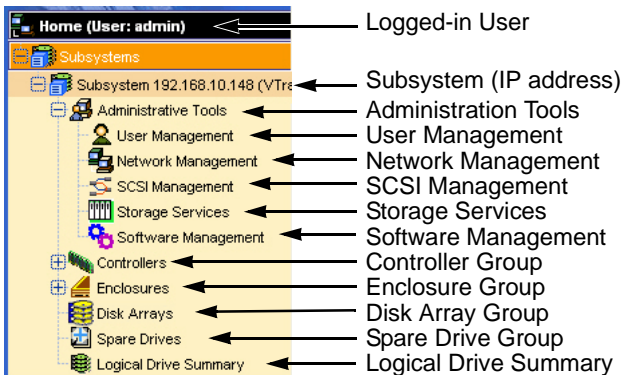 Home (User: admin) Logged-in User
Subsystems
Subsystem 192.168.10.148 (VTra Subsystem (IP address)
Administrative Tools Administration Tools
User Management User Management
Network Management Network Management
SCSI Management SCSI Management
Storage Services Storage Services
Software Management Software Management
Controllers Controller Group
Enclosures Enclosure Group
Disk Arrays Disk Array Group
Spare Drives Spare Drive Group
Logical Drive Summary Logical Drive Summary